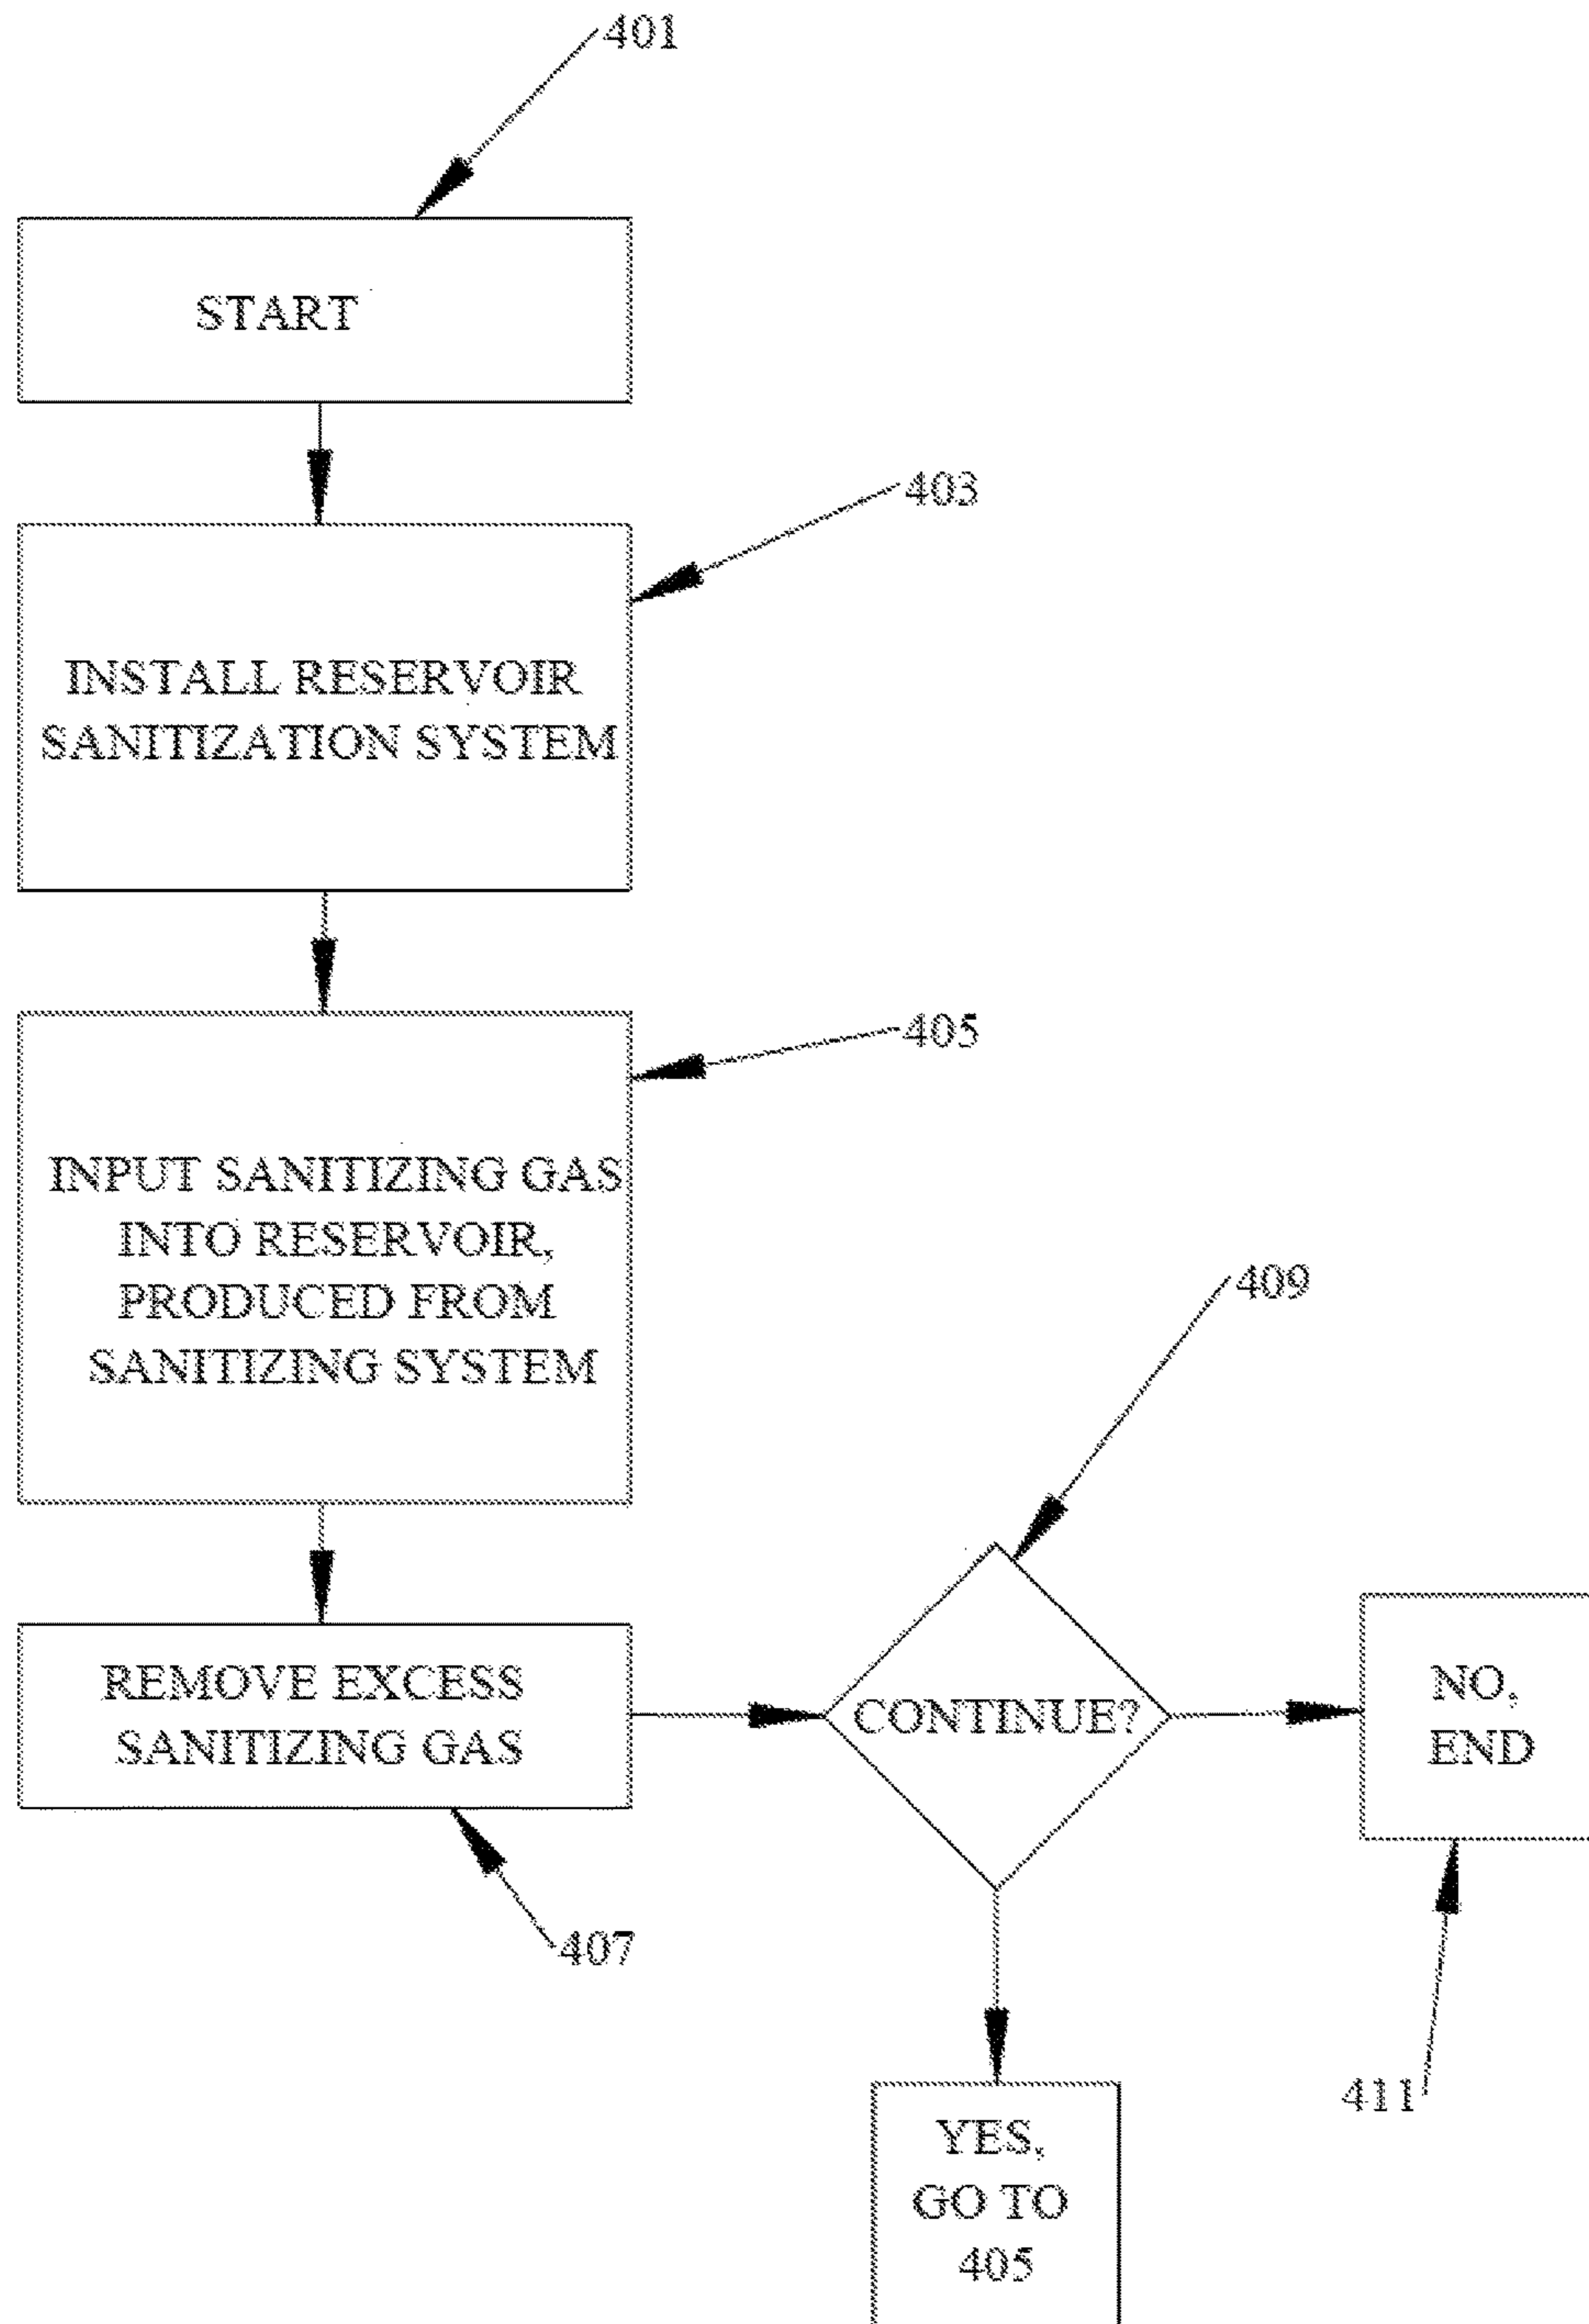 401
START
403
INSTALL RESERVOIR
SANITIZATION SYSTEM
405
INPUT SANITIZING GAS
INTO RESERVOIR,
PRODUCED FROM
SANITIZING SYSTEM
409
REMOVE EXCESS
SANITIZING GAS
CONTINUE?
NO,
END
407
411
YES,
GO TO
405